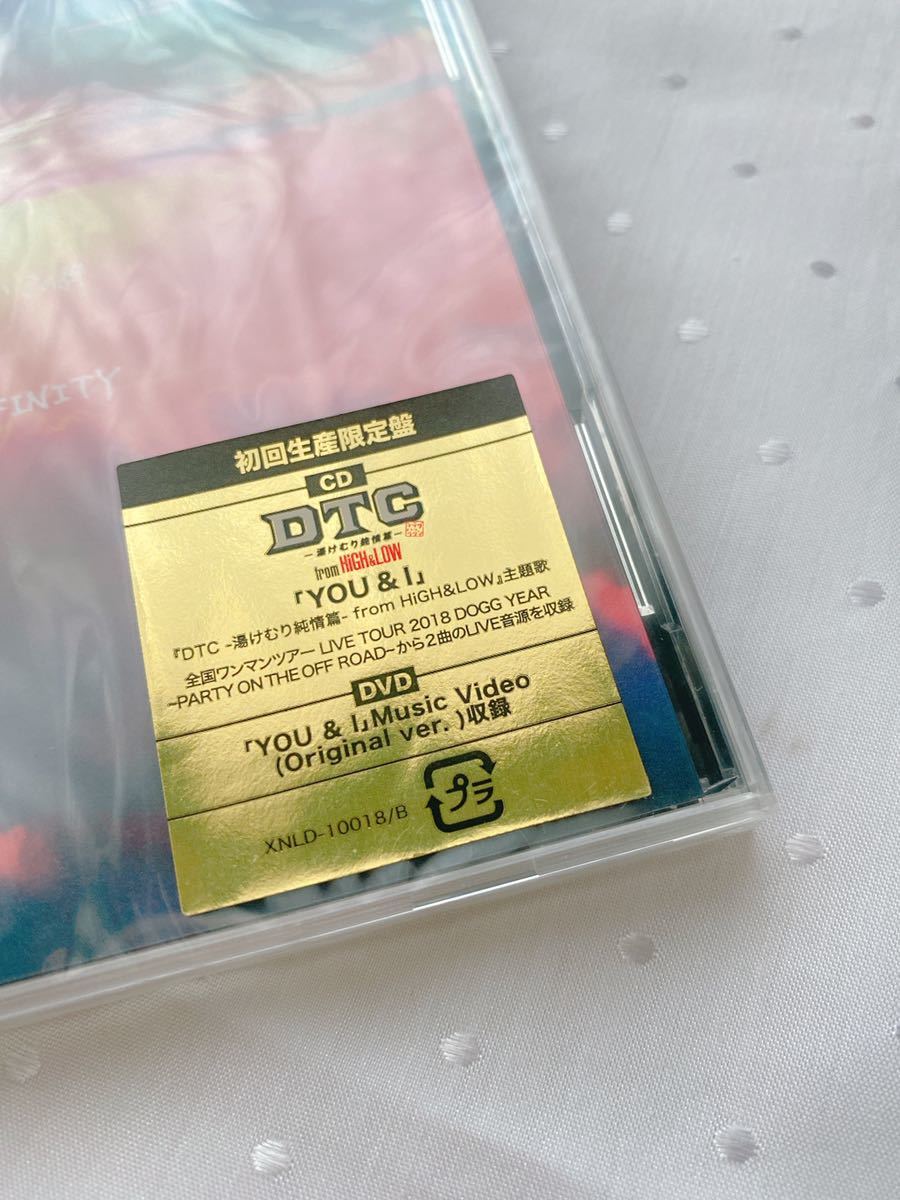 FINITY
初回生産限定盤
CD
DTC
-湯けむり純情篇-
from HiGH&LOW
「YOU & I」
『DTC -湯けむり純情篇- from HiGH&LOW』主題歌
全国ワンマンツアー LIVE TOUR 2018 DOGG YEAR
~PARTY ON THE OFF ROAD~から2曲のLIVE音源を収録
DVD
「YOU & I」Music Video
(Original ver. )収録
プラ
XNLD-10018/B